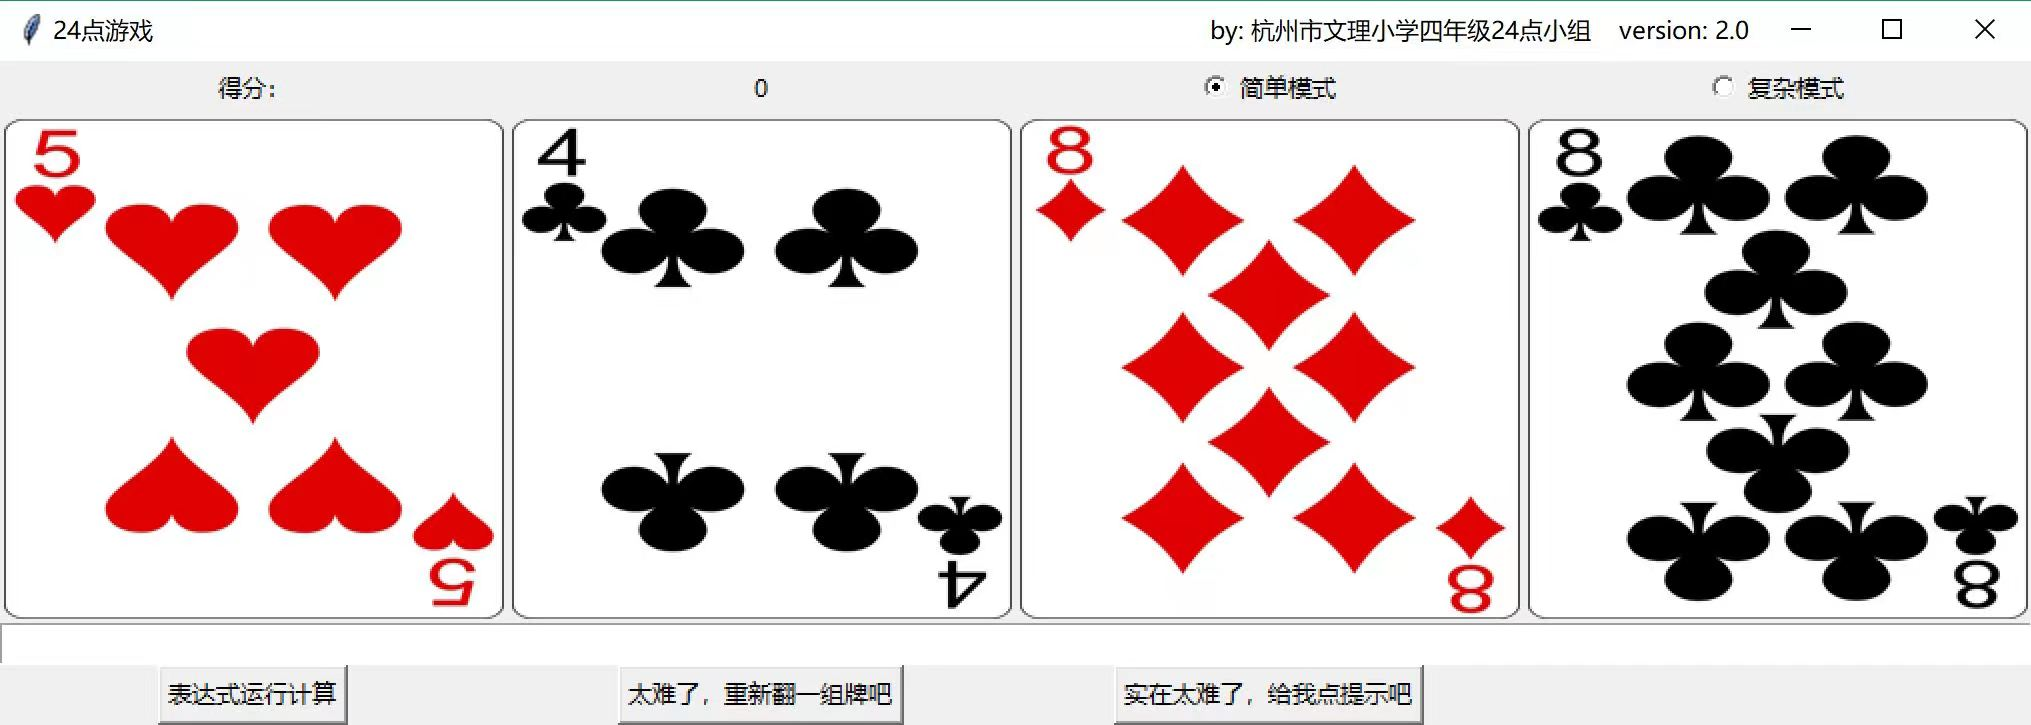 24点游戏 by: 杭州市文理小学四年级24点小组 version: 2.0
得分: 0 简单模式 复杂模式
5 4 8 8
5 4 8 8
表达式运行计算 太难了，重新翻一组牌吧 实在太难了，给我点提示吧